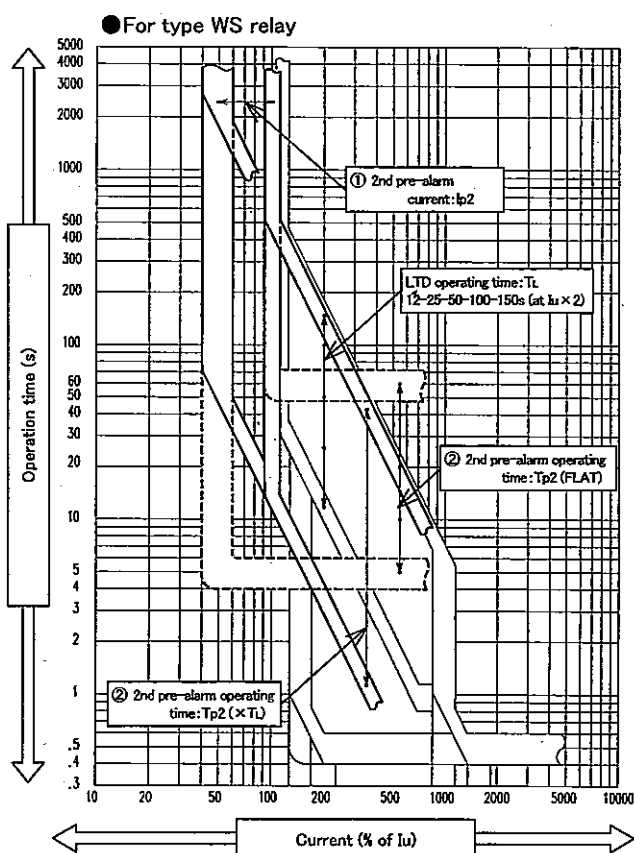 ●For type WS relay
5000
4000
3000
2000
1000
500
400
300
200
100
60
50
40
30
20
10
5
4
3
2
1
.5
.4
.3
Operation time (s)
① 2nd pre-alarm
current:Ip2
LTD operating time:TL
12-25-50-100-150s (at Iu×2)
② 2nd pre-alarm operating
time:Tp2 (FLAT)
② 2nd pre-alarm operating
time:Tp2 (×TL)
10 50 100 200 500 1000 2000 5000 10000
Current (% of Iu)